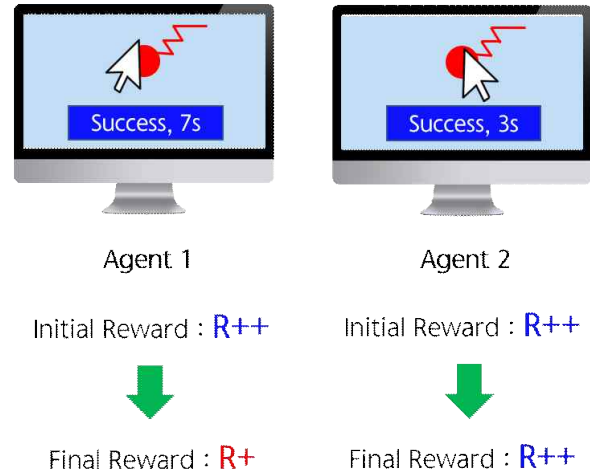 Success, 7s
Success, 3s
Agent 1
Agent 2
Initial Reward : R++
Initial Reward : R++
Final Reward : R+
Final Reward : R++